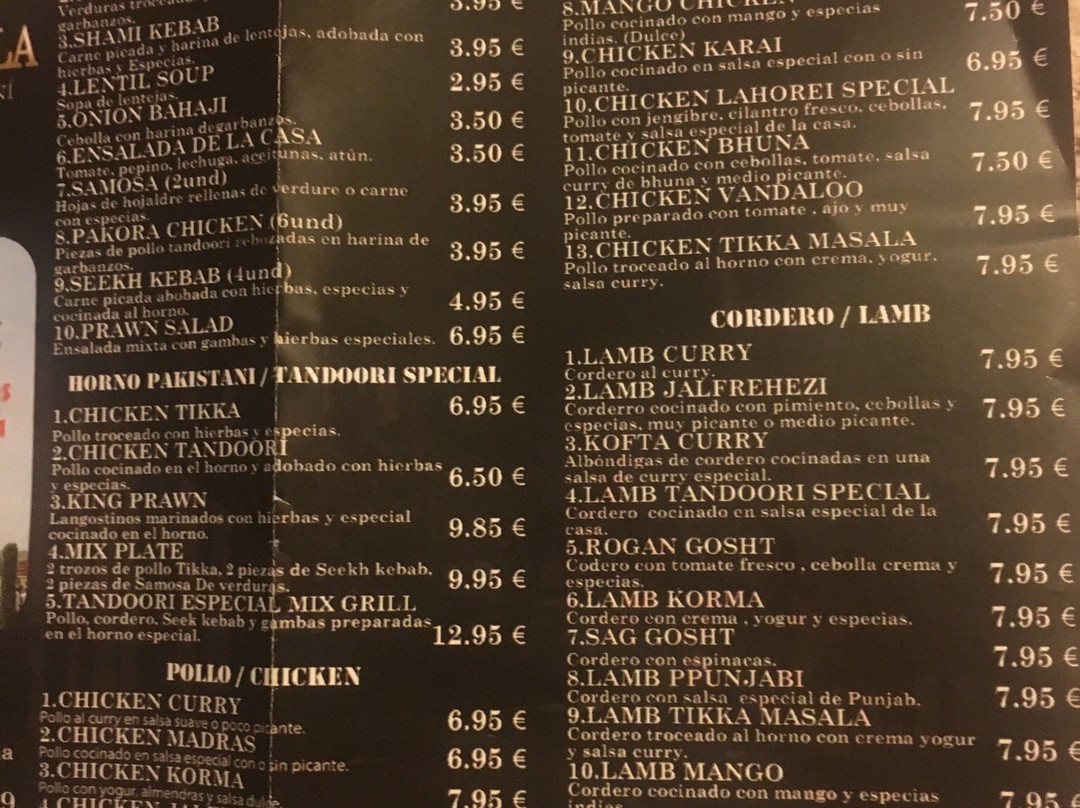 LA
NÍ
Verduras
garbanzos.
3.95 €
3.SHAMI KEBAB
Carne picada y harina de lentejas, adobada con
hierbas y Especias.
3.95 €
4.LENTIL SOUP
Sopa de lentejas.
2.95 €
5.ONION BAHAJI
Cebolla con harina degarbanzos.
3.50 €
6.ENSALADA DE LA CASA
Tomate, pepino, lechuga, aceitunas, atún.
3.50 €
7.SAMOSA (2und)
Hojas de hojaldre rellenas de verdure o carne
con especias.
3.95 €
8.PAKORA CHICKEN (6und)
Piezas de pollo tandoori rebozadas en harina de
garbanzos.
3.95 €
9.SEEKH KEBAB (4und)
Carne picada abobada con hierbas, especias y
cocinada al horno.
4.95 €
10.PRAWN SALAD
Ensalada mixta con gambas y hierbas especiales.
6.95 €
HORNO PAKISTANI / TANDOORI SPECIAL
1.CHICKEN TIKKA
6.95 €
Pollo troceado con hierbas y especias.
2.CHICKEN TANDOORI
Pollo cocinado en el horno y adobado con hierbas
y especias.
6.50 €
3.KING PRAWN
Langostinos marinados con hierbas y especial
cocinado en el horno.
9.85 €
4.MIX PLATE
2 trozos de pollo Tikka, 2 piezas de Seekh kebab,
2 piezas de Samosa De verduras.
9.95 €
5.TANDOORI ESPECIAL MIX GRILL
Pollo, cordero, Seek kebab y gambas preparadas
en el horno especial.
12.95 €
POLLO / CHICKEN
1.CHICKEN CURRY
Pollo al curry en salsa suave o poco picante.
6.95 €
2.CHICKEN MADRAS
Pollo cocinado en salsa especial con o sin picante.
6.95 €
3.CHICKEN KORMA
Pollo con yogur, almendras y salsa dulce
7.95 €
4.CHICKEN
8.MANGO CHICKEN
Pollo cocinado con mango y especias
indias. (Dulce)
7.50 €
9.CHICKEN KARAI
Pollo cocinado en salsa especial con o sin
picante.
6.95 €
10.CHICKEN LAHOREI SPECIAL
Pollo con jengibre, cilantro fresco, cebollas,
tomate y salsa especial de la casa.
7.95 €
11.CHICKEN BHUNA
Pollo cocinado con cebollas, tomate, salsa
curry de bhuna y medio picante.
7.50 €
12.CHICKEN VANDALOO
Pollo preparado con tomate , ajo y muy
picante.
7.95 €
13.CHICKEN TIKKA MASALA
Pollo troceado al horno con crema, yogur,
salsa curry.
7.95 €
CORDERO / LAMB
1.LAMB CURRY
Cordero al curry.
7.95 €
2.LAMB JALFREHEZI
Corderro cocinado con pimiento, cebollas y
especias, muy picante o medio picante.
7.95 €
3.KOFTA CURRY
Albóndigas de cordero cocinadas en una
salsa de curry especial.
7.95 €
4.LAMB TANDOORI SPECIAL
Cordero cocinado en salsa especial de la
casa.
7.95 €
5.ROGAN GOSHT
Codero con tomate fresco , cebolla crema y
especias.
7.95 €
6.LAMB KORMA
Cordero con crema , yogur y especias.
7.95 €
7.SAG GOSHT
Cordero con espinacas.
7.95 €
8.LAMB PPUNJABI
Cordero con salsa especial de Punjab.
7.95 €
9.LAMB TIKKA MASALA
Cordero troceado al horno con crema yogur
y salsa curry.
7.95 €
10.LAMB MANGO
Cordero cocinado con mango y especias
indias
7.95 €